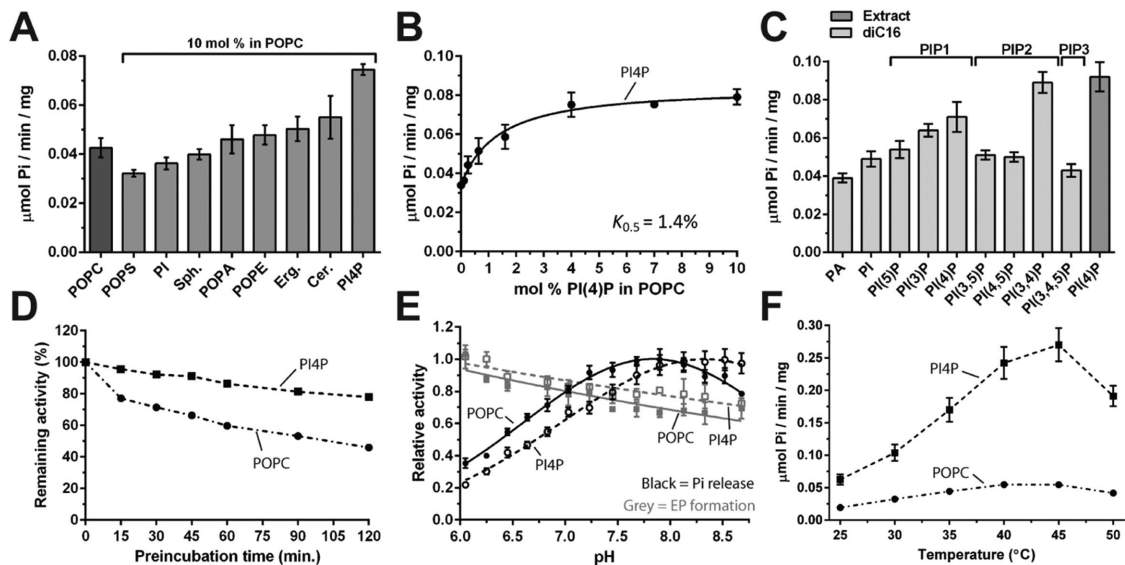 A
10 mol % in POPC
μmol Pi / min / mg
0.08
0.06
0.04
0.02
0.00
POPC
POPS
PI
Sph.
POPA
POPE
Erg.
Cer.
PI4P
B
μmol Pi / min / mg
0.10
0.08
0.06
0.04
0.02
0.00
PI4P
K0.5 = 1.4%
0 1 2 3 4 5 6 7 8 9 10
mol % PI(4)P in POPC
C
Extract
diC16
PIP1 PIP2 PIP3
μmol Pi / min / mg
0.10
0.08
0.06
0.04
0.02
0.00
PA
PI
PI(5)P
PI(3)P
PI(4)P
PI(3,5)P
PI(4,5)P
PI(3,4)P
PI(3,4,5)P
PI(4)P
D
Remaining activity (%)
120
100
80
60
40
20
0
PI4P
POPC
0 15 30 45 60 75 90 105 120
Preincubation time (min.)
E
Relative activity
1.2
1.0
0.8
0.6
0.4
0.2
0.0
POPC
PI4P
POPC
PI4P
Black = Pi release
Grey = EP formation
6.0 6.5 7.0 7.5 8.0 8.5
pH
F
μmol Pi / min / mg
0.30
0.25
0.20
0.15
0.10
0.05
0.00
PI4P
POPC
25 30 35 40 45 50
Temperature (°C)